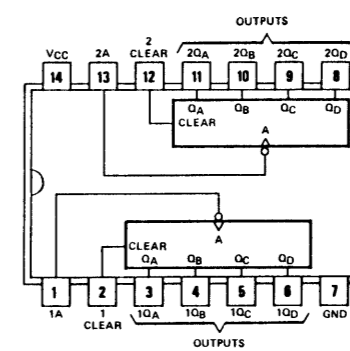 OUTPUTS
2
VCC 2A CLEAR 2QA 2QB 2QC 2QD
14 13 12 11 10 9 8
QA QB QC QD
CLEAR
A
A
CLEAR
QA QB QC QD
1 2 3 4 5 6 7
1A 1 1QA 1QB 1QC 1QD GND
CLEAR
OUTPUTS